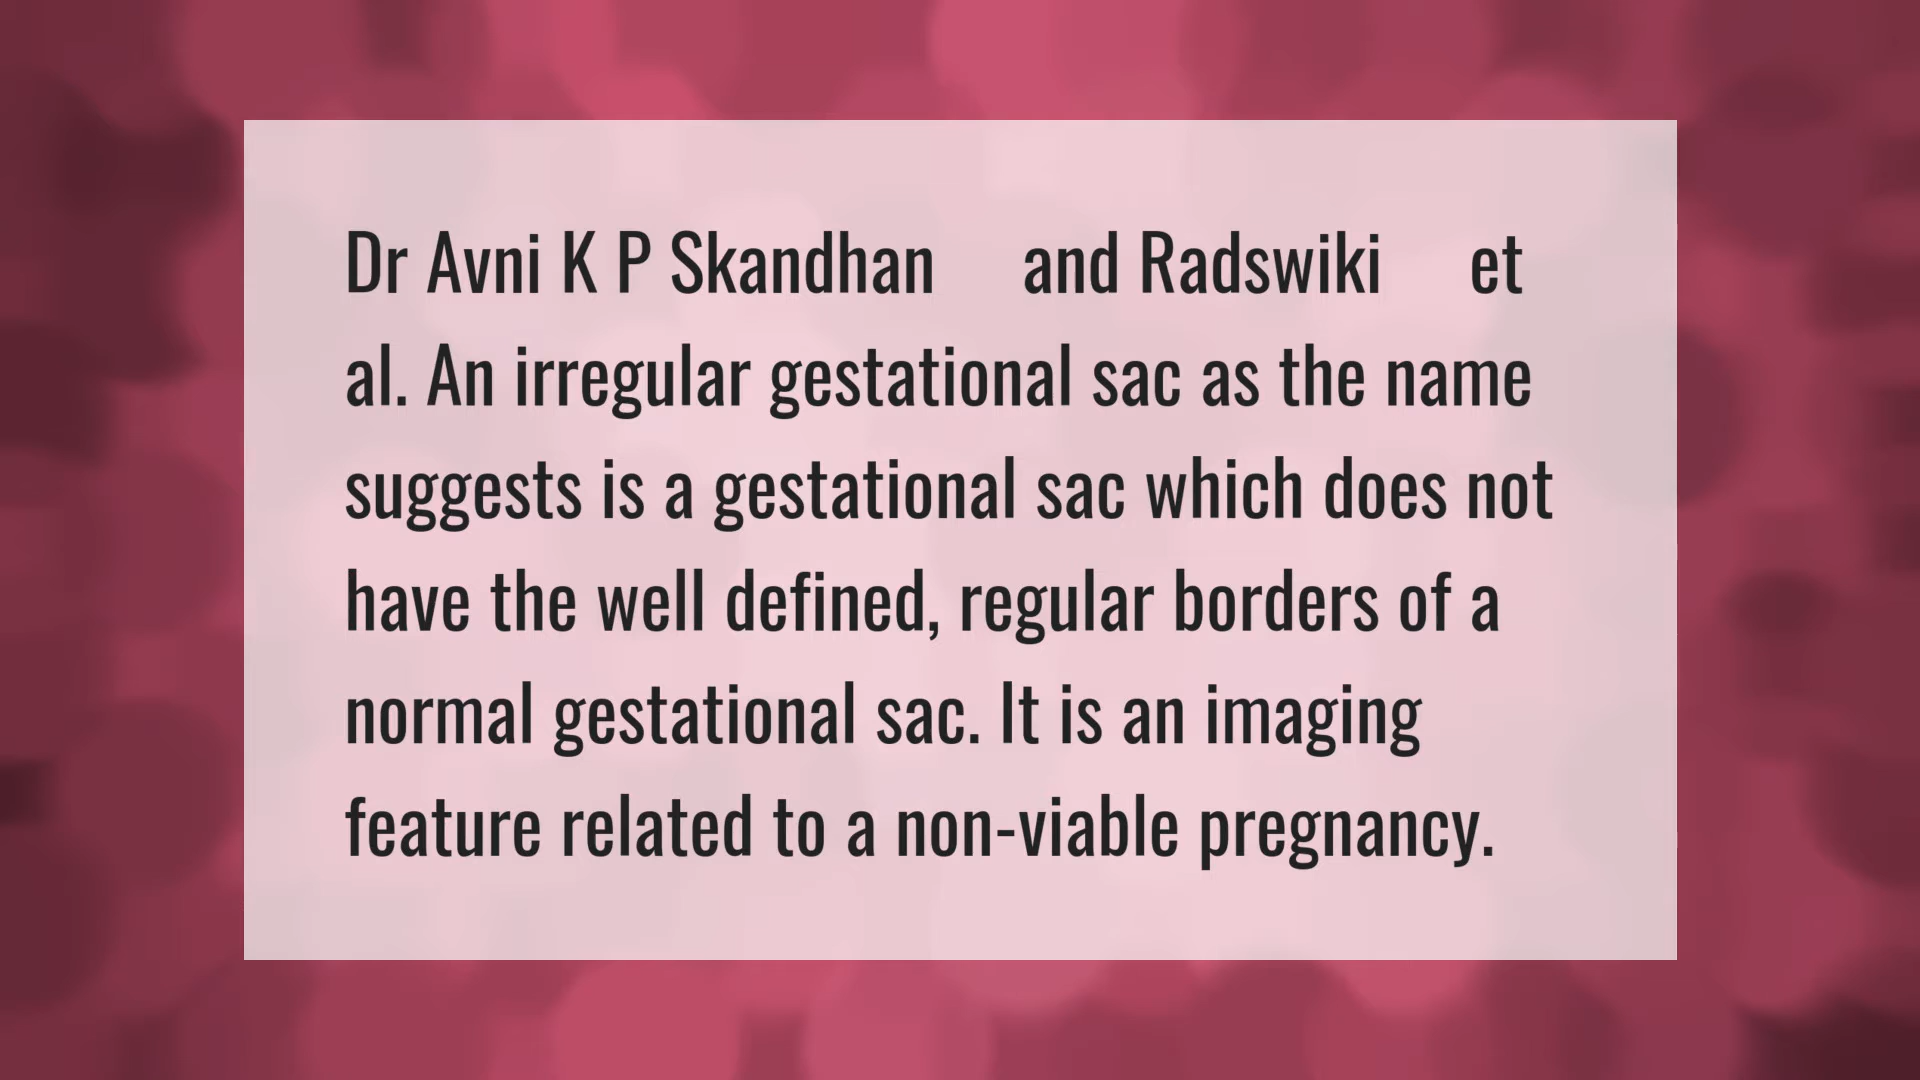 Dr Avni K P Skandhan and Radswiki et
al. An irregular gestational sac as the name
suggests is a gestational sac which does not
have the well defined, regular borders of a
normal gestational sac. It is an imaging
feature related to a non-viable pregnancy.